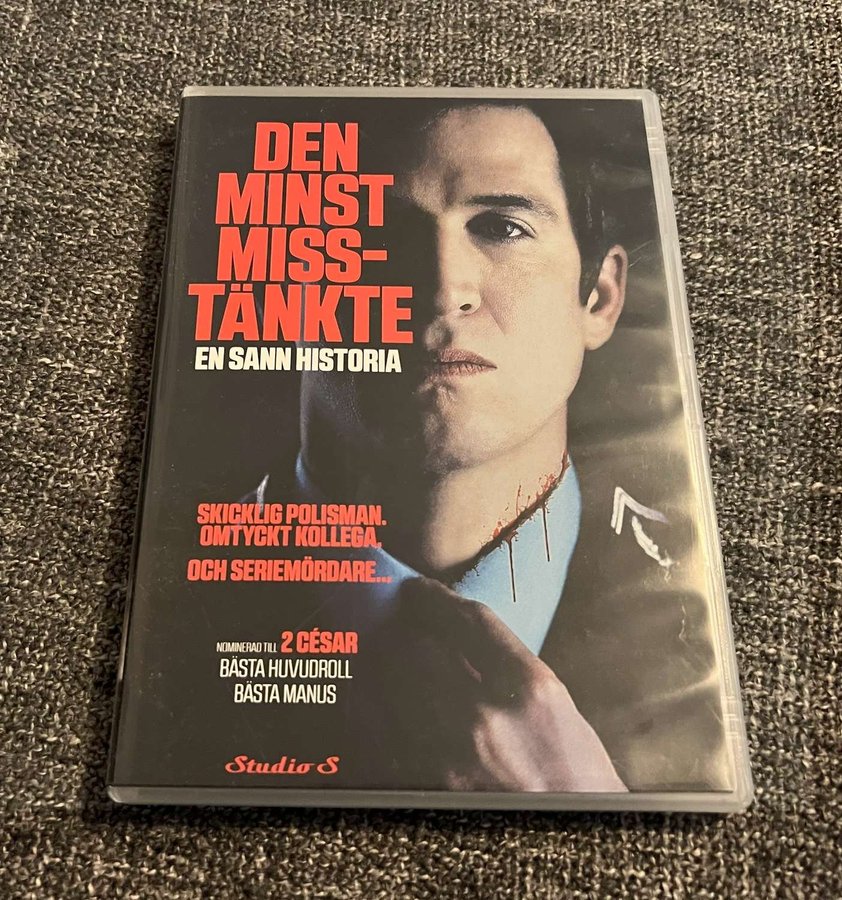 DEN
MINST
MISS-
TÄNKTE
EN SANN HISTORIA
SKICKLIG POLISMAN.
OMTYCKT KOLLEGA.
OCH SERIEMÖRDARE...
NOMINERAD TILL 2 CÉSAR
BÄSTA HUVUDROLL
BÄSTA MANUS
Studio S